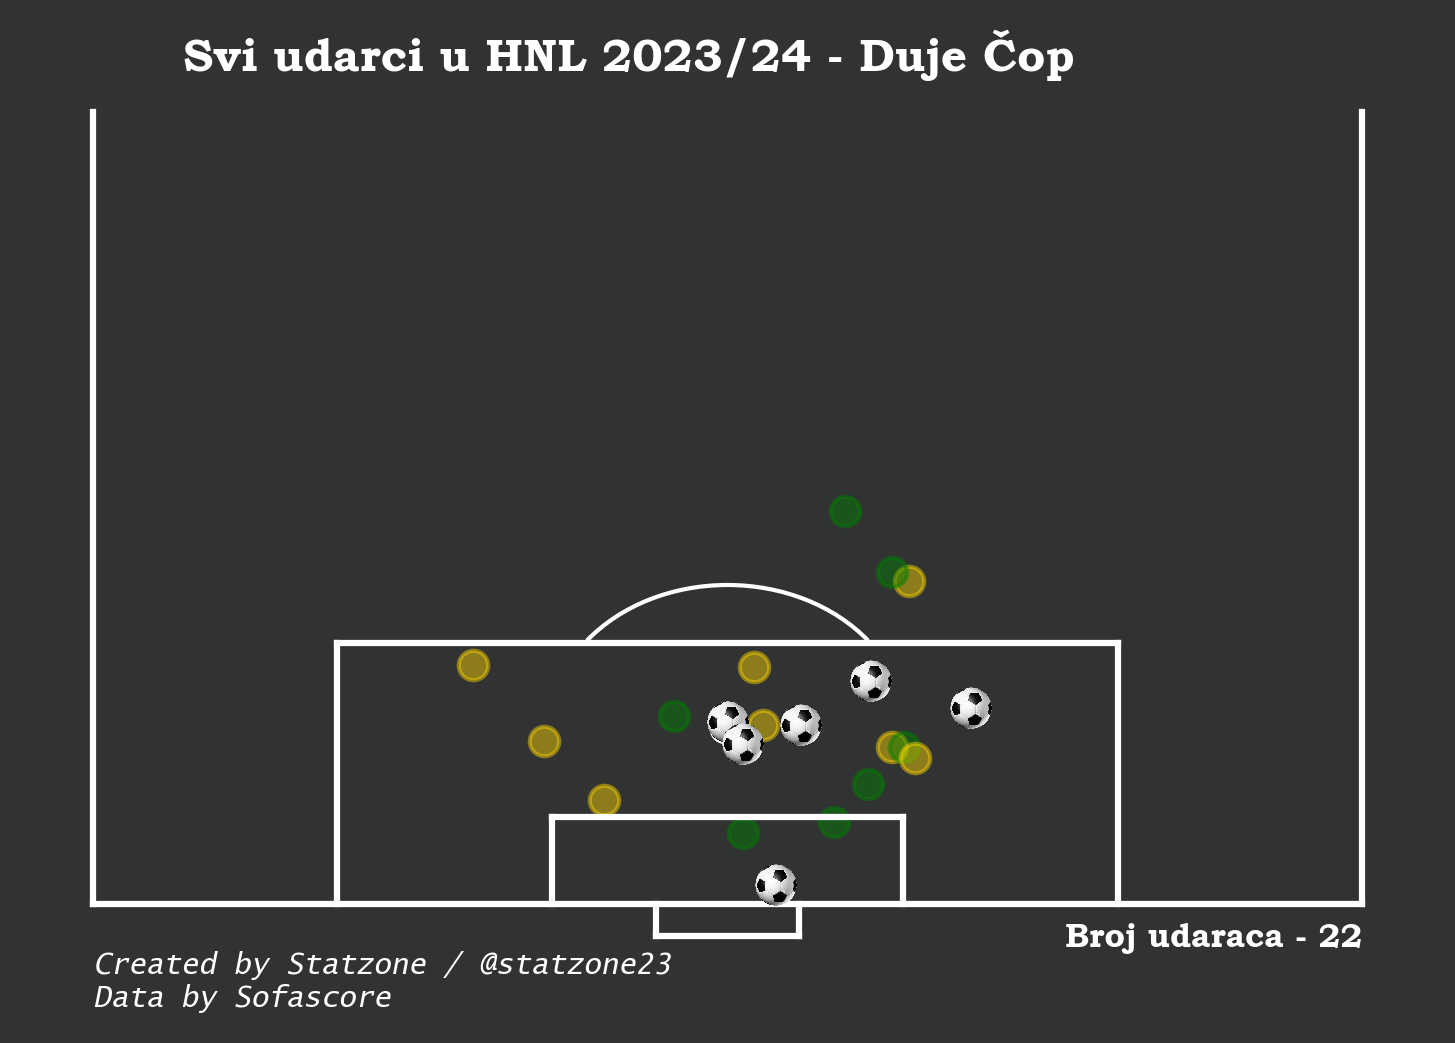 Svi udarci u HNL 2023/24 - Duje Čop
Broj udaraca - 22
Created by Statzone / @statzone23
Data by Sofascore